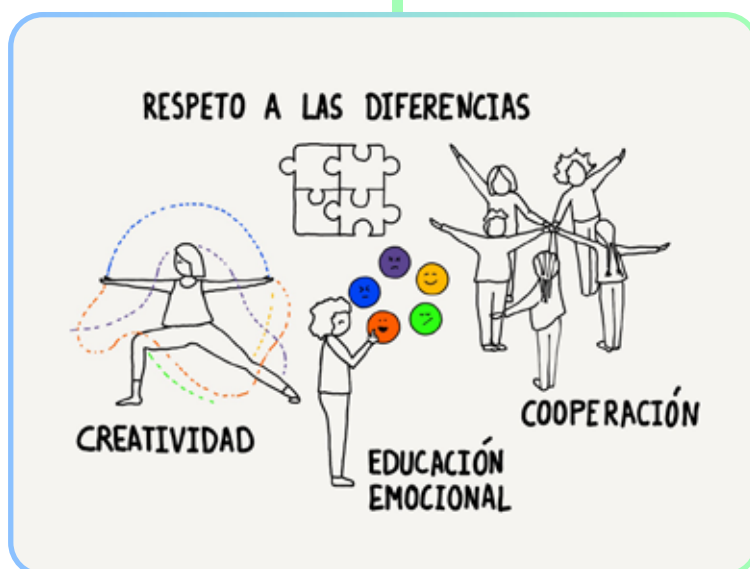 RESPETO A LAS DIFERENCIAS
CREATIVIDAD
EDUCACIÓN
EMOCIONAL
COOPERACIÓN